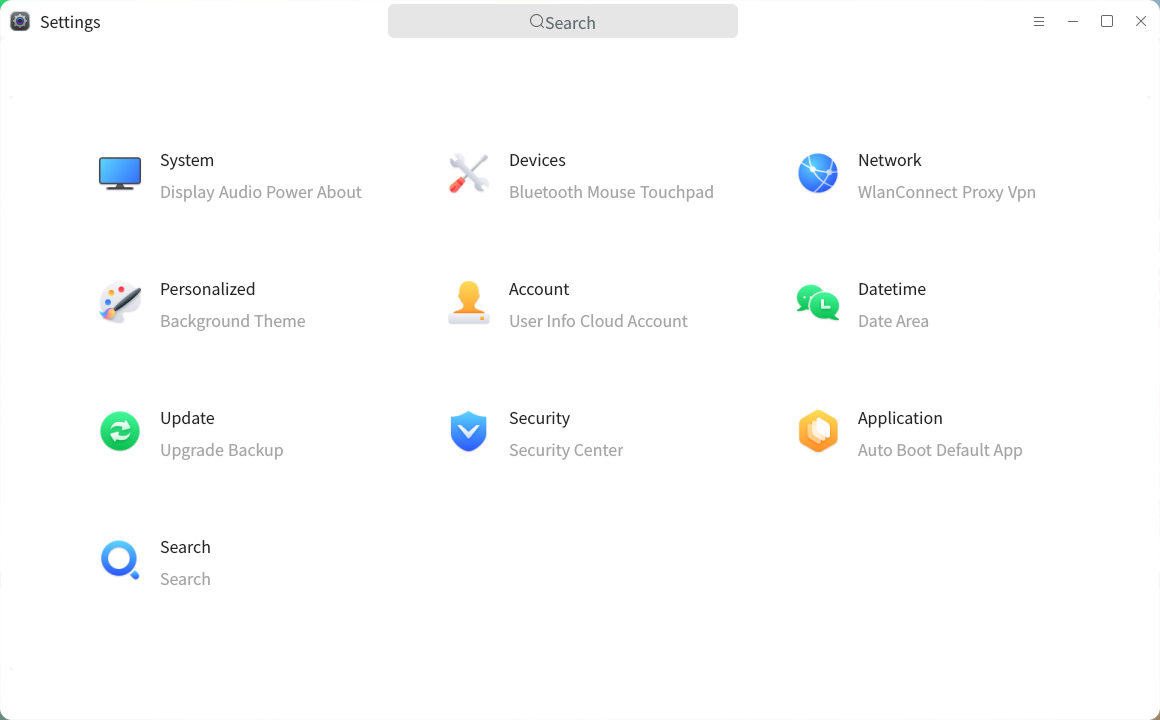 Settings
Search
System
Display Audio Power About
Devices
Bluetooth Mouse Touchpad
Network
WlanConnect Proxy Vpn
Personalized
Background Theme
Account
User Info Cloud Account
Datetime
Date Area
Update
Upgrade Backup
Security
Security Center
Application
Auto Boot Default App
Search
Search